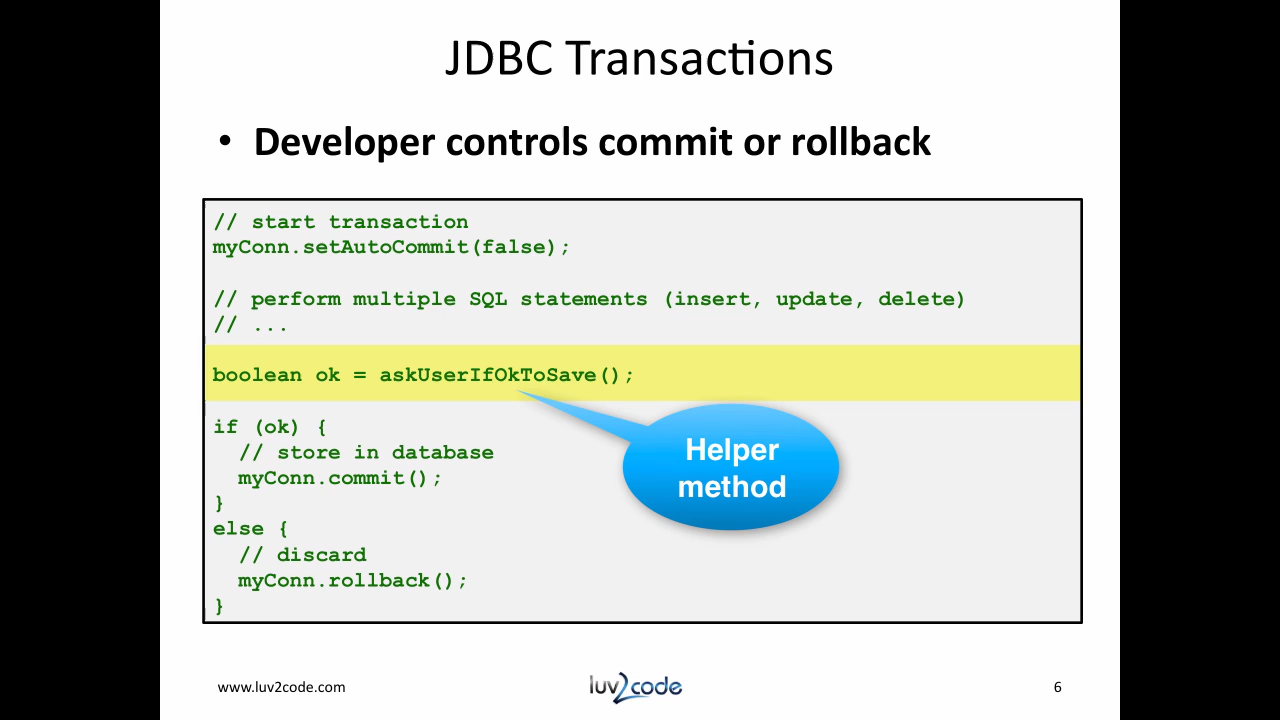 JDBC Transactions
• Developer controls commit or rollback
// start transaction
myConn.setAutoCommit(false);
// perform multiple SQL statements (insert, update, delete)
// ...
boolean ok = askUserIfOkToSave();
if (ok) {
  // store in database
  myConn.commit();
}
else {
  // discard
  myConn.rollback();
}
Helper
method
www.luv2code.com
luv2code
6